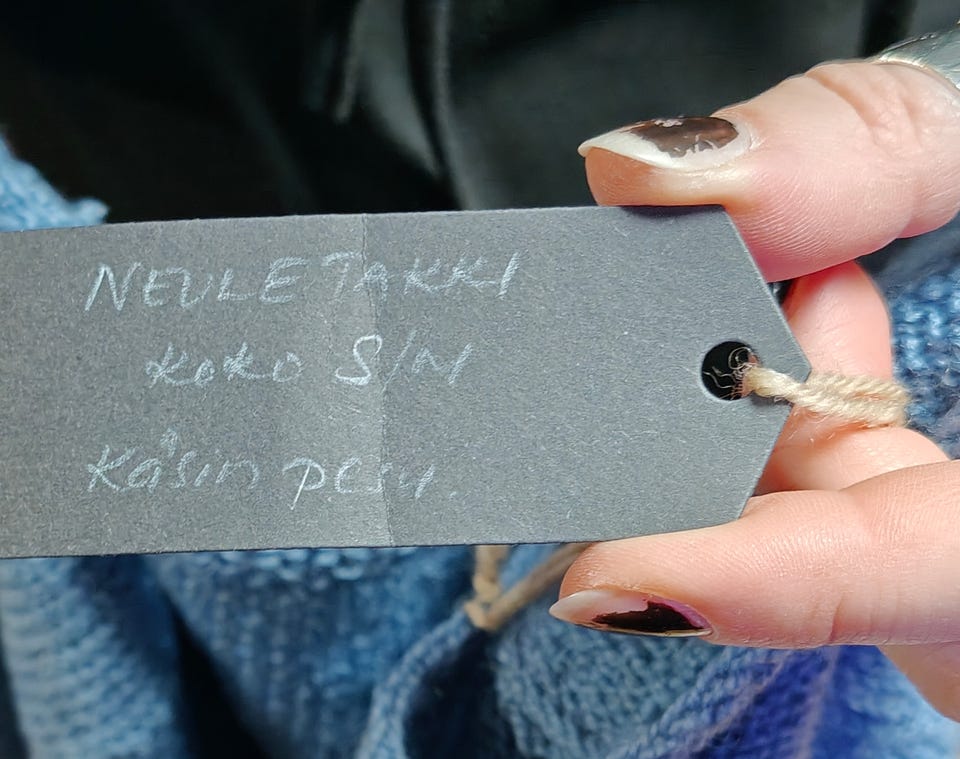 NEULETAKKI
KOKO S/M
Käsin pesu.